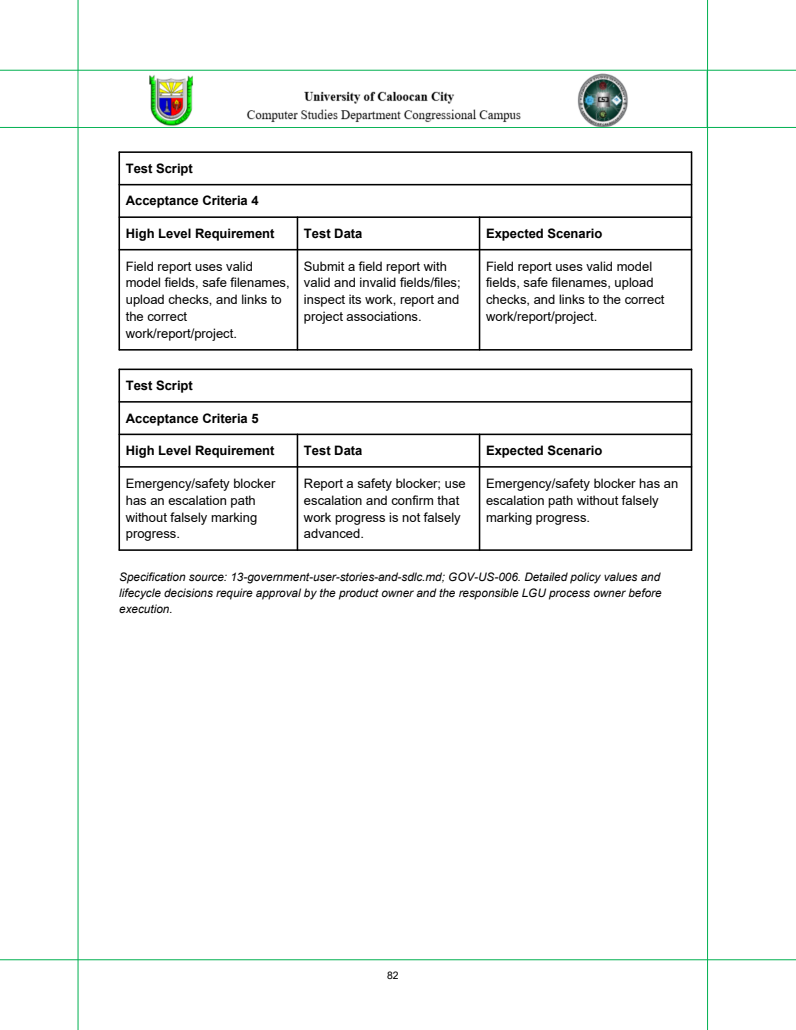 University of Caloocan City
Computer Studies Department Congressional Campus
Test Script
Acceptance Criteria 4
High Level Requirement
Test Data
Expected Scenario
Field report uses valid
model fields, safe filenames,
upload checks, and links to
the correct
work/report/project.
Submit a field report with
valid and invalid fields/files;
inspect its work, report and
project associations.
Field report uses valid model
fields, safe filenames, upload
checks, and links to the correct
work/report/project.
Test Script
Acceptance Criteria 5
High Level Requirement
Test Data
Expected Scenario
Emergency/safety blocker
has an escalation path
without falsely marking
progress.
Report a safety blocker; use
escalation and confirm that
work progress is not falsely
advanced.
Emergency/safety blocker has an
escalation path without falsely
marking progress.
Specification source: 13-government-user-stories-and-sdlc.md; GOV-US-006. Detailed policy values and
lifecycle decisions require approval by the product owner and the responsible LGU process owner before
execution.
82